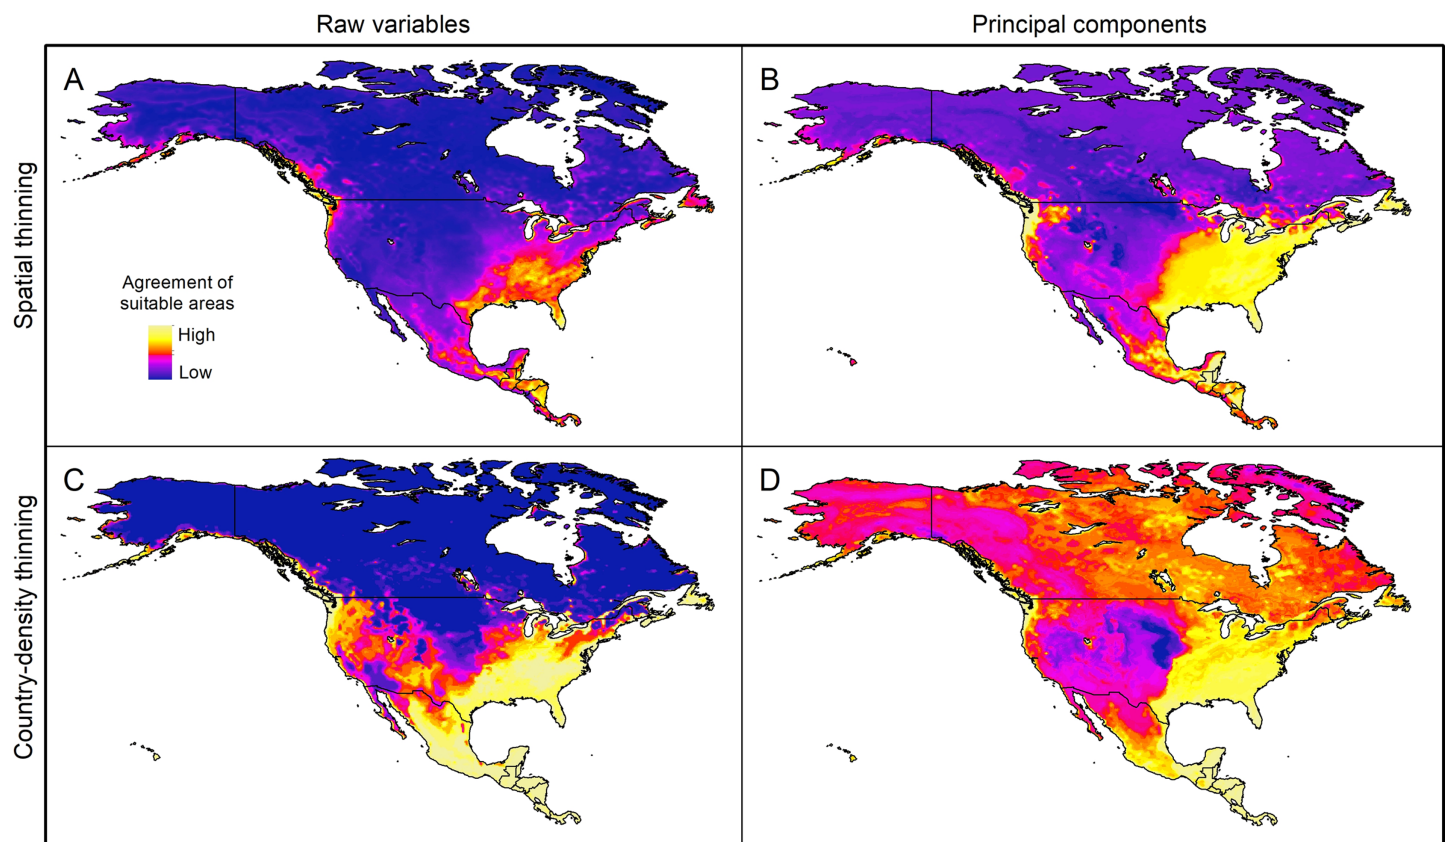 Raw variables
Principal components
Spatial thinning
A
B
Agreement of
suitable areas
High
Low
Country-density thinning
C
D